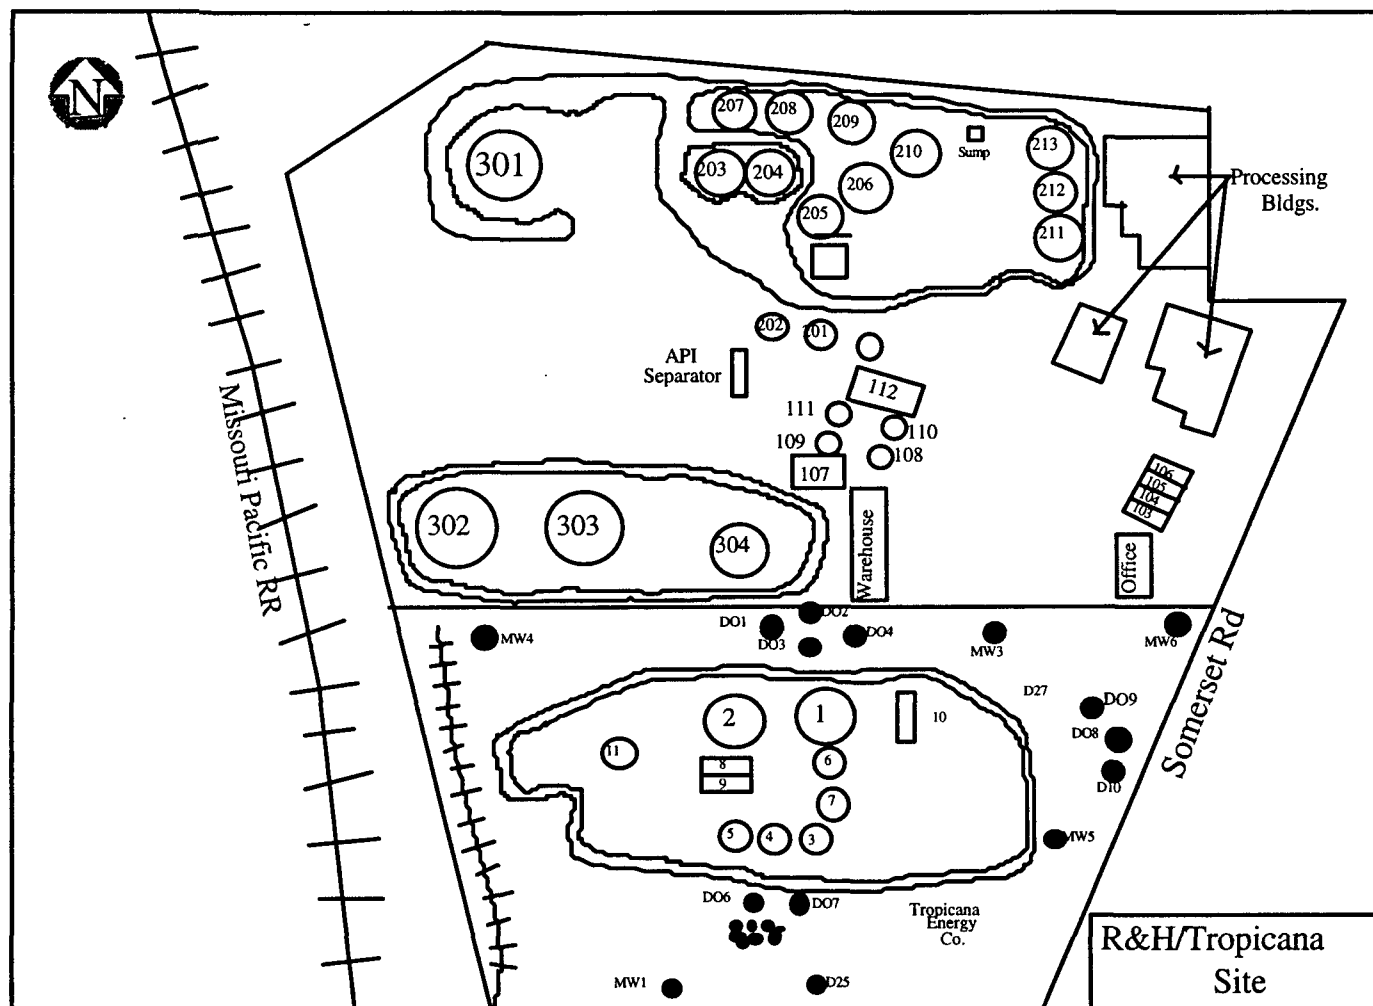 N
207
208
209
210
Sump
213
301
203
204
206
212
205
211
Processing
Bldgs.
202
201
API
Separator
112
111
110
109
108
107
106
105
104
103
Missouri Pacific RR
302
303
304
Warehouse
Office
DO1
DO2
DO3
DO4
MW4
MW3
MW6
Somerset Rd
D27
DO9
DO8
D10
2
1
10
11
8
9
6
7
5
4
3
MW5
DO6
DO7
Tropicana
Energy
Co.
MW1
D25
R&H/Tropicana
Site